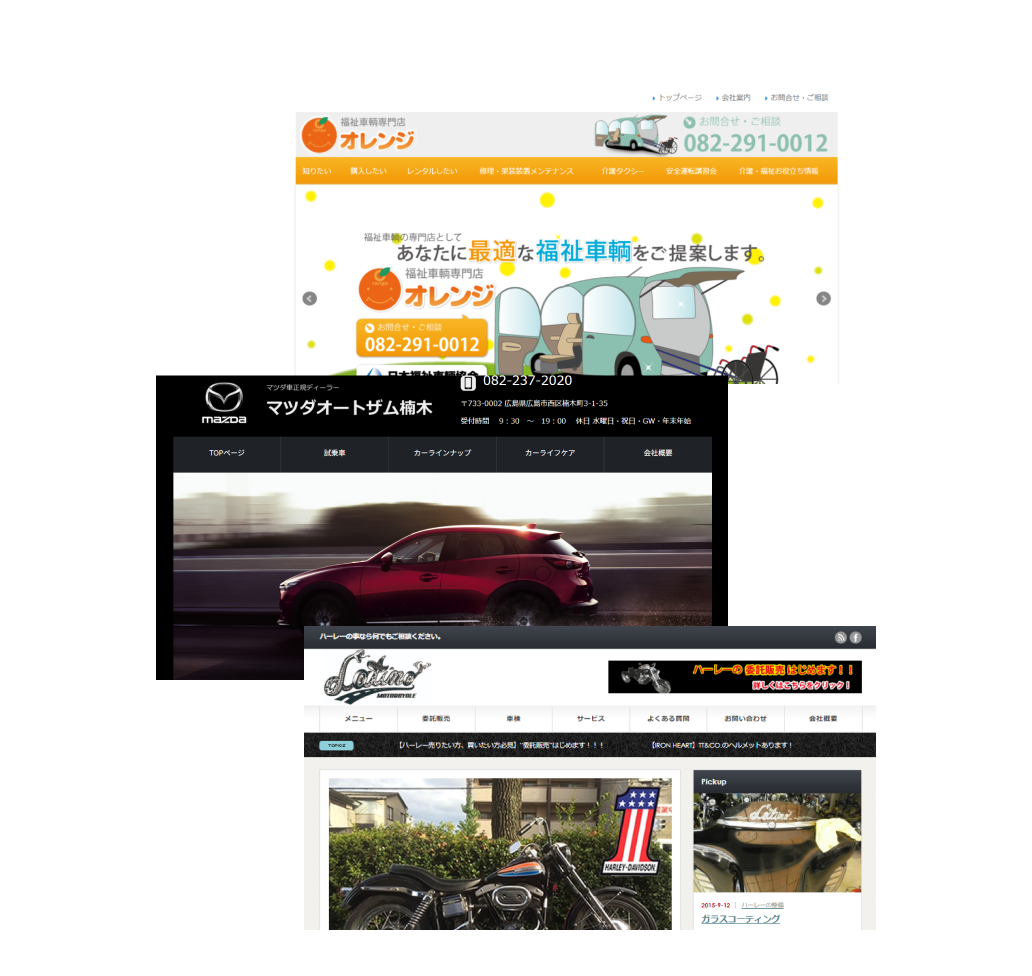 トップページ 会社案内 お問合せ・ご相談
福祉車輌専門店
オレンジ
お問合せ・ご相談
082-291-0012
知りたい 購入したい レンタルしたい 修理・架装装置メンテナンス 介護タクシー 安全運転講習会 介護・福祉お役立ち情報
福祉車輌の専門店として
あなたに最適な福祉車輌をご提案します。
福祉車輌専門店
オレンジ
お問合せ・ご相談
082-291-0012
日本福祉車輌協会
mazda
マツダ車正規ディーラー
マツダオートザム楠木
082-237-2020
〒733-0002 広島県広島市西区楠木町3-1-35
受付時間 9：30 ～ 19：00 休日 水曜日・祝日・GW・年末年始
TOPページ 試乗車 カーラインナップ カーライフケア 会社概要
ハーレーの事なら何でもご相談ください。
MOTORCYCLE
ハーレーの 委託販売 はじめます！！
詳しくはこちらをクリック！
メニュー 委託販売 車検 サービス よくある質問 お問い合わせ 会社概要
TOPICS 【ハーレー売りたい方、買いたい方必見】"委託販売"はじめます！！！ 【IRON HEART】TT&CO.のヘルメットあります！
1
HARLEY-DAVIDSON
Pickup
2015-9-12 ハーレーの整備
ガラスコーティング